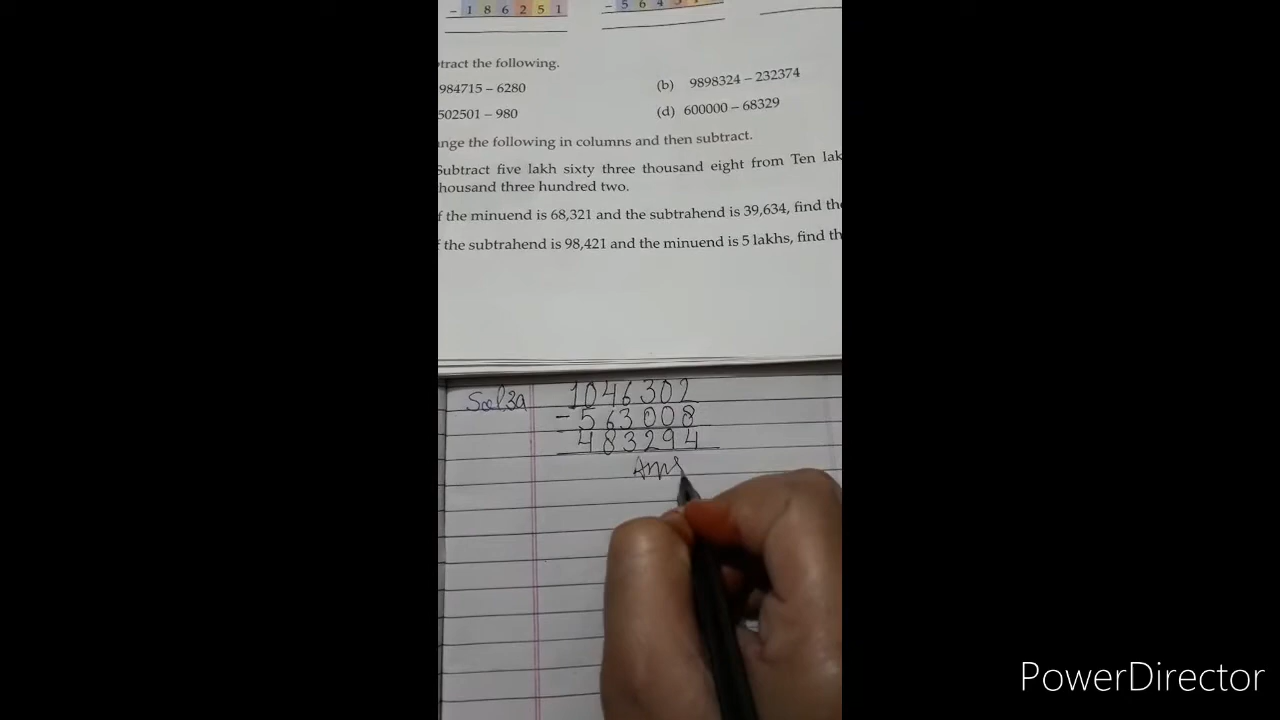 - 1 8 6 2 5 1
- 5 6 4
tract the following.
984715 – 6280
(b) 9898324 – 232374
502501 – 980
(d) 600000 – 68329
nge the following in columns and then subtract.
Subtract five lakh sixty three thousand eight from Ten lak
housand three hundred two.
f the minuend is 68,321 and the subtrahend is 39,634, find the
the subtrahend is 98,421 and the minuend is 5 lakhs, find th
Sol 3a
1046302
- 563008
483294
Ans
PowerDirector